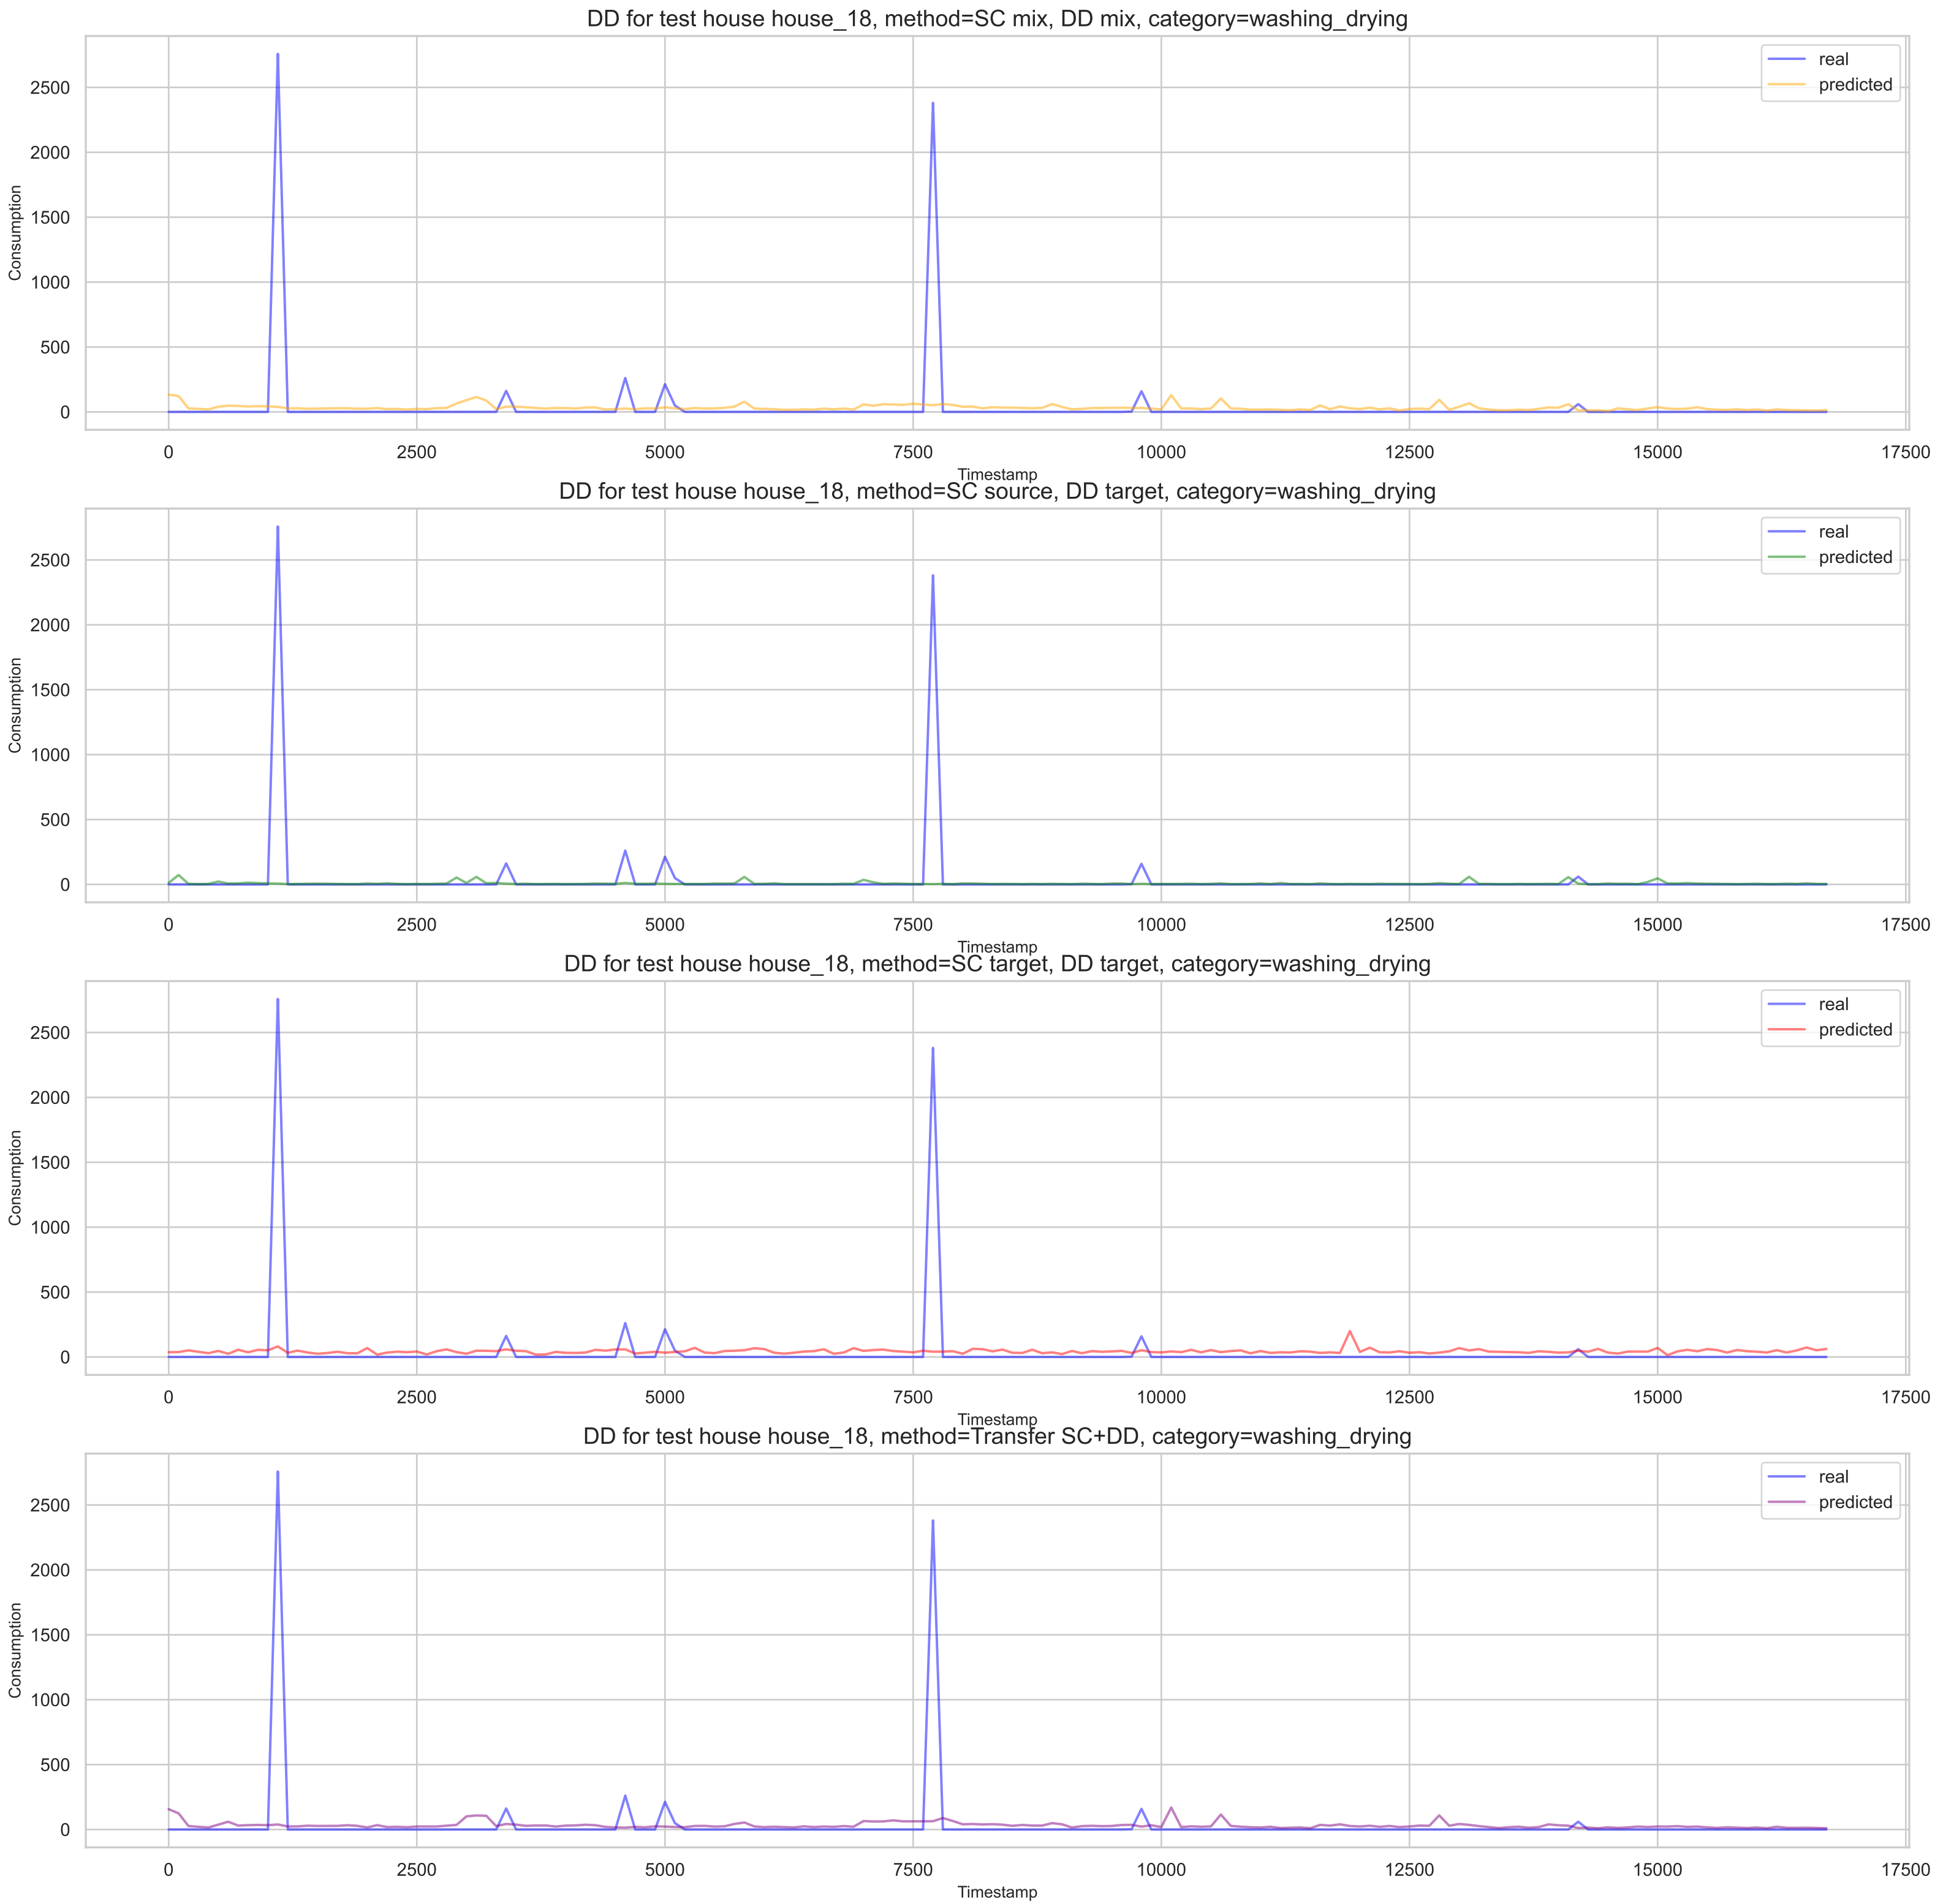 DD for test house house_18, method=SC mix, DD mix, category=washing_drying
real
predicted
2500
2000
1500
1000
500
0
Consumption
0 2500 5000 7500 10000 12500 15000 17500
Timestamp
DD for test house house_18, method=SC source, DD target, category=washing_drying
real
predicted
2500
2000
1500
1000
500
0
Consumption
0 2500 5000 7500 10000 12500 15000 17500
Timestamp
DD for test house house_18, method=SC target, DD target, category=washing_drying
real
predicted
2500
2000
1500
1000
500
0
Consumption
0 2500 5000 7500 10000 12500 15000 17500
Timestamp
DD for test house house_18, method=Transfer SC+DD, category=washing_drying
real
predicted
2500
2000
1500
1000
500
0
Consumption
0 2500 5000 7500 10000 12500 15000 17500
Timestamp